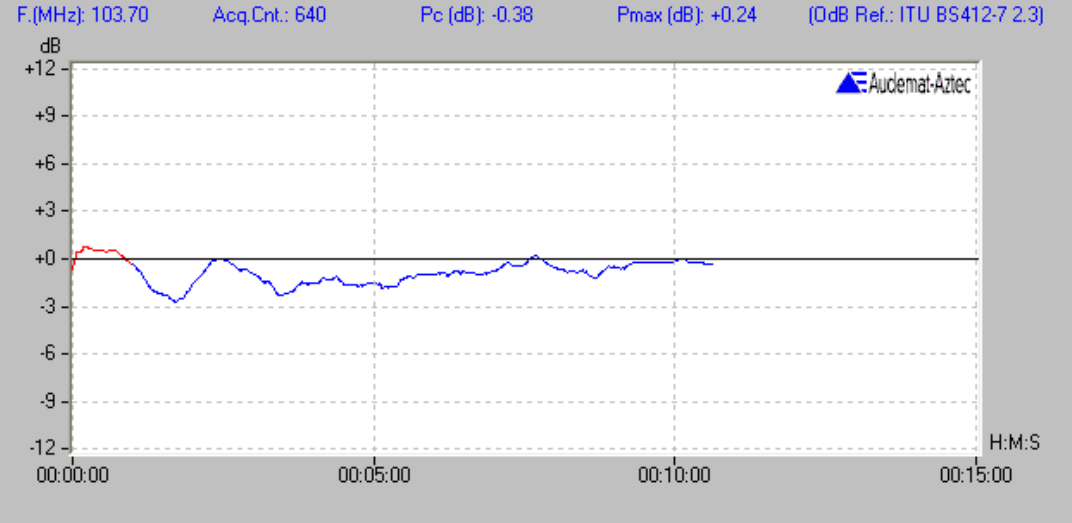 F.(MHz): 103.70 Acq.Cnt.: 640 Pc (dB): -0.38 Pmax (dB): +0.24 (0dB Ref.: ITU BS412-7 2.3)
dB
+12
Audemat-Aztec
+9
+6
+3
+0
-3
-6
-9
-12
H:M:S
00:00:00 00:05:00 00:10:00 00:15:00